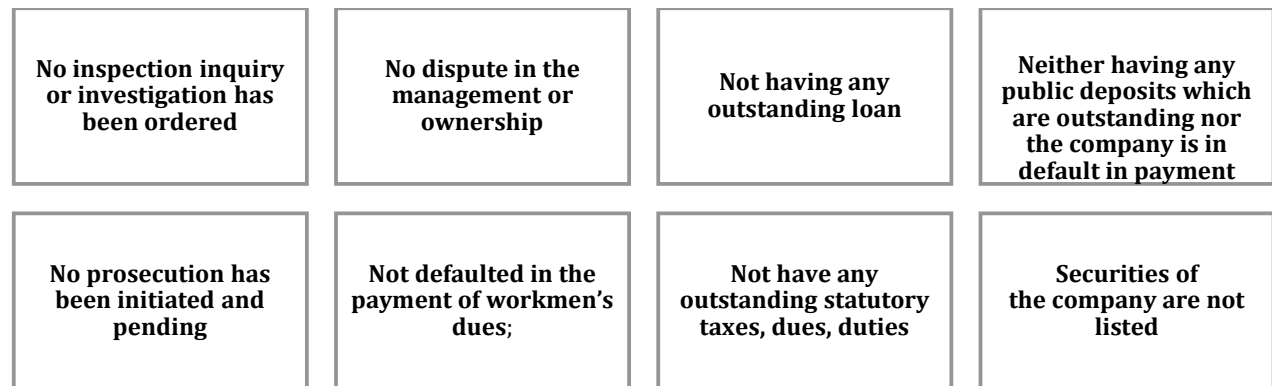 No inspection inquiry
or investigation has
been ordered
No dispute in the
management or
ownership
Not having any
outstanding loan
Neither having any
public deposits which
are outstanding nor
the company is in
default in payment
No prosecution has
been initiated and
pending
Not defaulted in the
payment of workmen’s
dues;
Not have any
outstanding statutory
taxes, dues, duties
Securities of
the company are not
listed